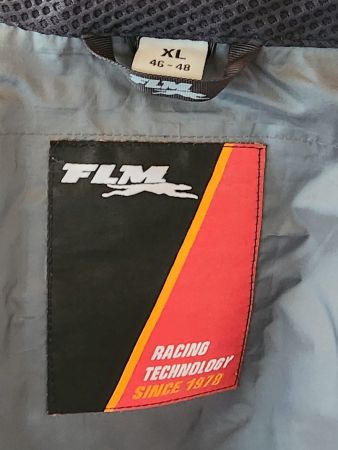 XL
46 - 48
FLM
FLM
RACING
TECHNOLOGY
SINCE 1978